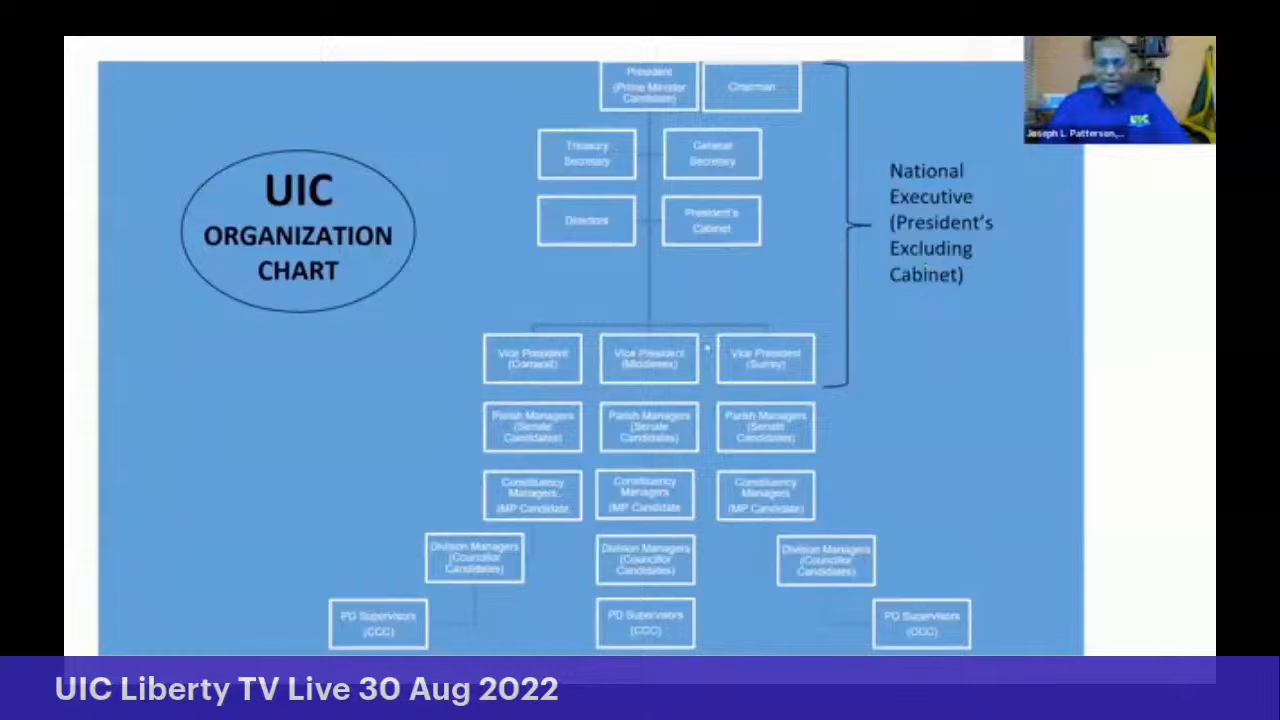 President
(Prime Minister
Candidate)
Chairman
Joseph L. Patterson,...
UIC
Treasury
Secretary
General
Secretary
UIC
ORGANIZATION
CHART
National
Executive
(President's
Excluding
Cabinet)
Directors
President's
Cabinet
Vice President
(Cornwall)
Vice President
(Middlesex)
Vice President
(Surrey)
Parish Managers
(Senate
Candidates)
Parish Managers
(Senate
Candidates)
Parish Managers
(Senate
Candidates)
Constituency
Managers
(MP Candidate
Constituency
Managers
(MP Candidate
Constituency
Managers
(MP Candidate)
Division Managers
(Councillor
Candidates)
Division Managers
(Councillor
Candidates)
Division Managers
(Councillor
Candidates)
PD Supervisors
(CCC)
PD Supervisors
(CCC)
PD Supervisors
(CCC)
UIC Liberty TV Live 30 Aug 2022